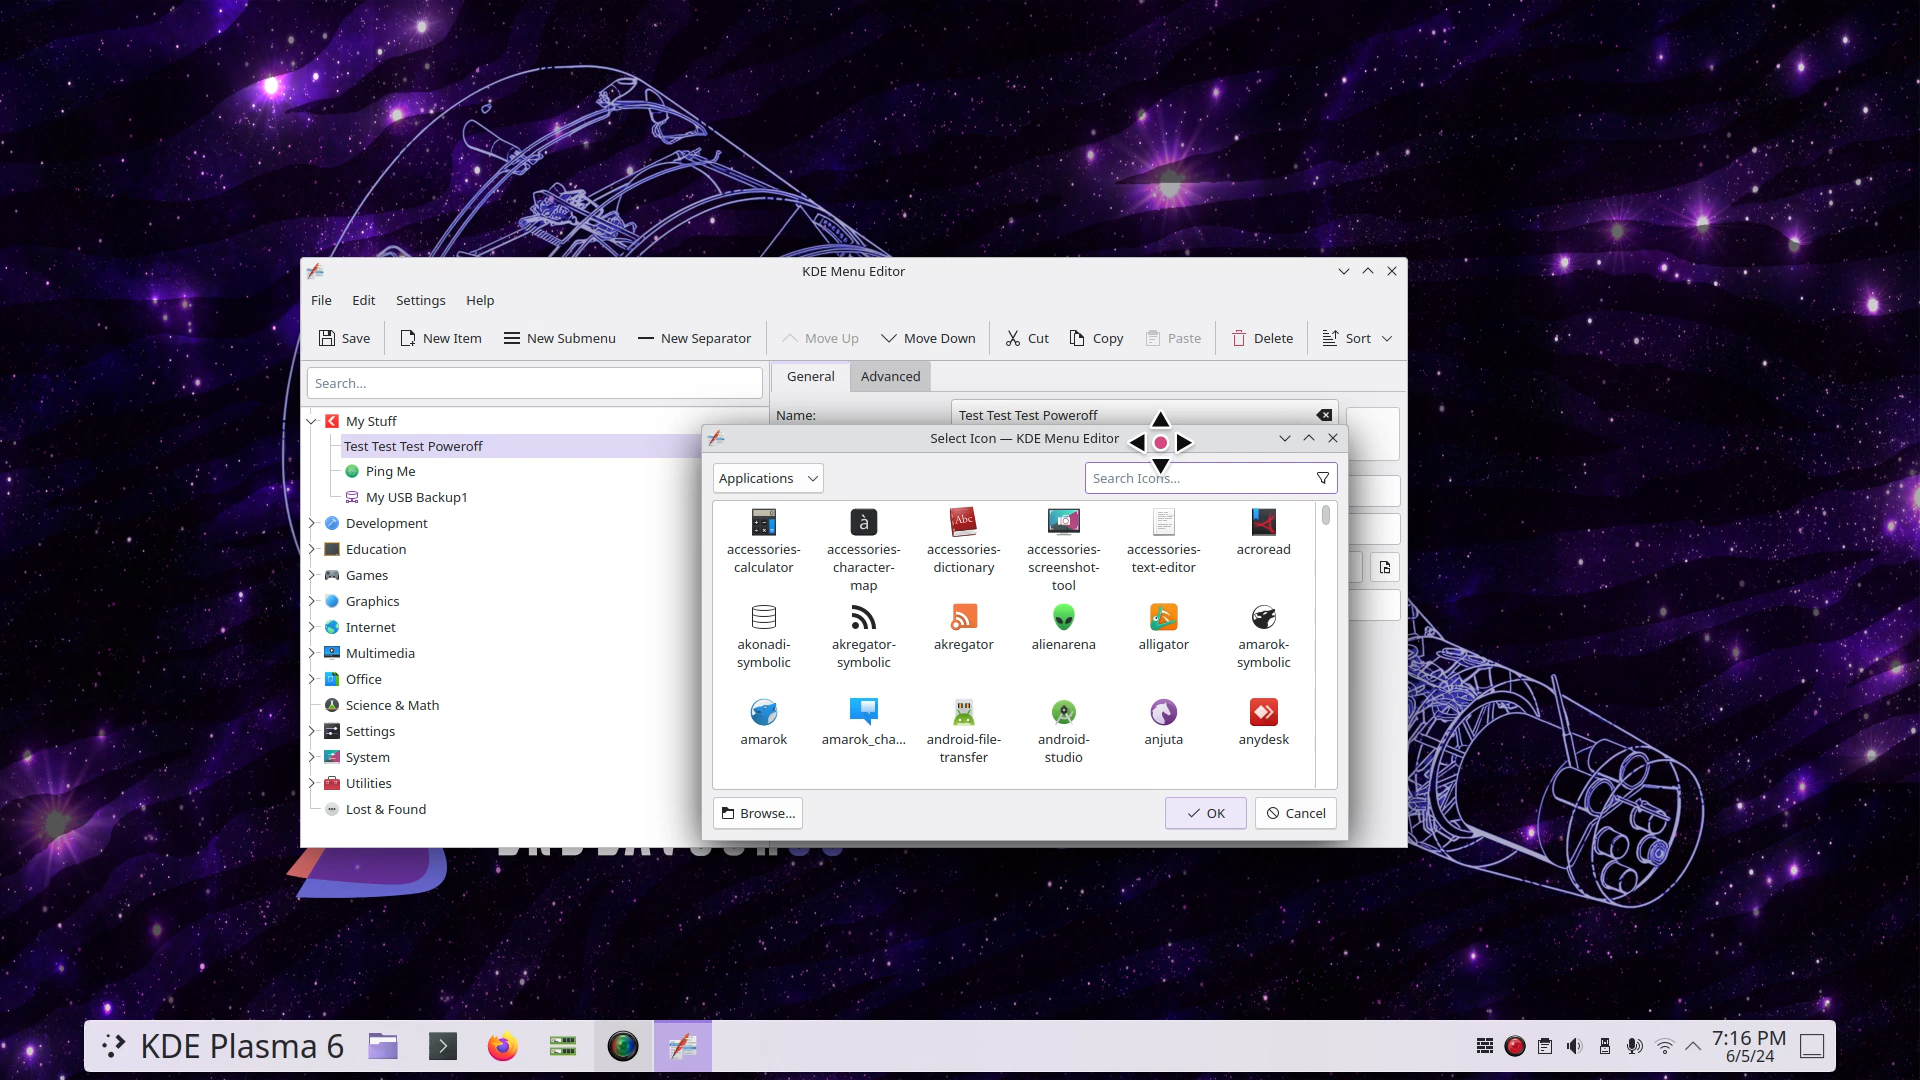 KDE Menu Editor
File Edit Settings Help
Save New Item New Submenu New Separator Move Up Move Down Cut Copy Paste Delete Sort
Search...
General Advanced
Name: Test Test Test Poweroff
My Stuff
Test Test Test Poweroff
Ping Me
My USB Backup1
Development
Education
Games
Graphics
Internet
Multimedia
Office
Science & Math
Settings
System
Utilities
Lost & Found
Select Icon — KDE Menu Editor
Applications
Search Icons...
accessories-calculator
accessories-character-map
Abc
accessories-dictionary
accessories-screenshot-tool
accessories-text-editor
acroread
akonadi-symbolic
akregator-symbolic
akregator
alienarena
alligator
amarok-symbolic
amarok
amarok_cha...
android-file-transfer
android-studio
anjuta
anydesk
Browse... OK Cancel
KDE Plasma 6
7:16 PM
6/5/24